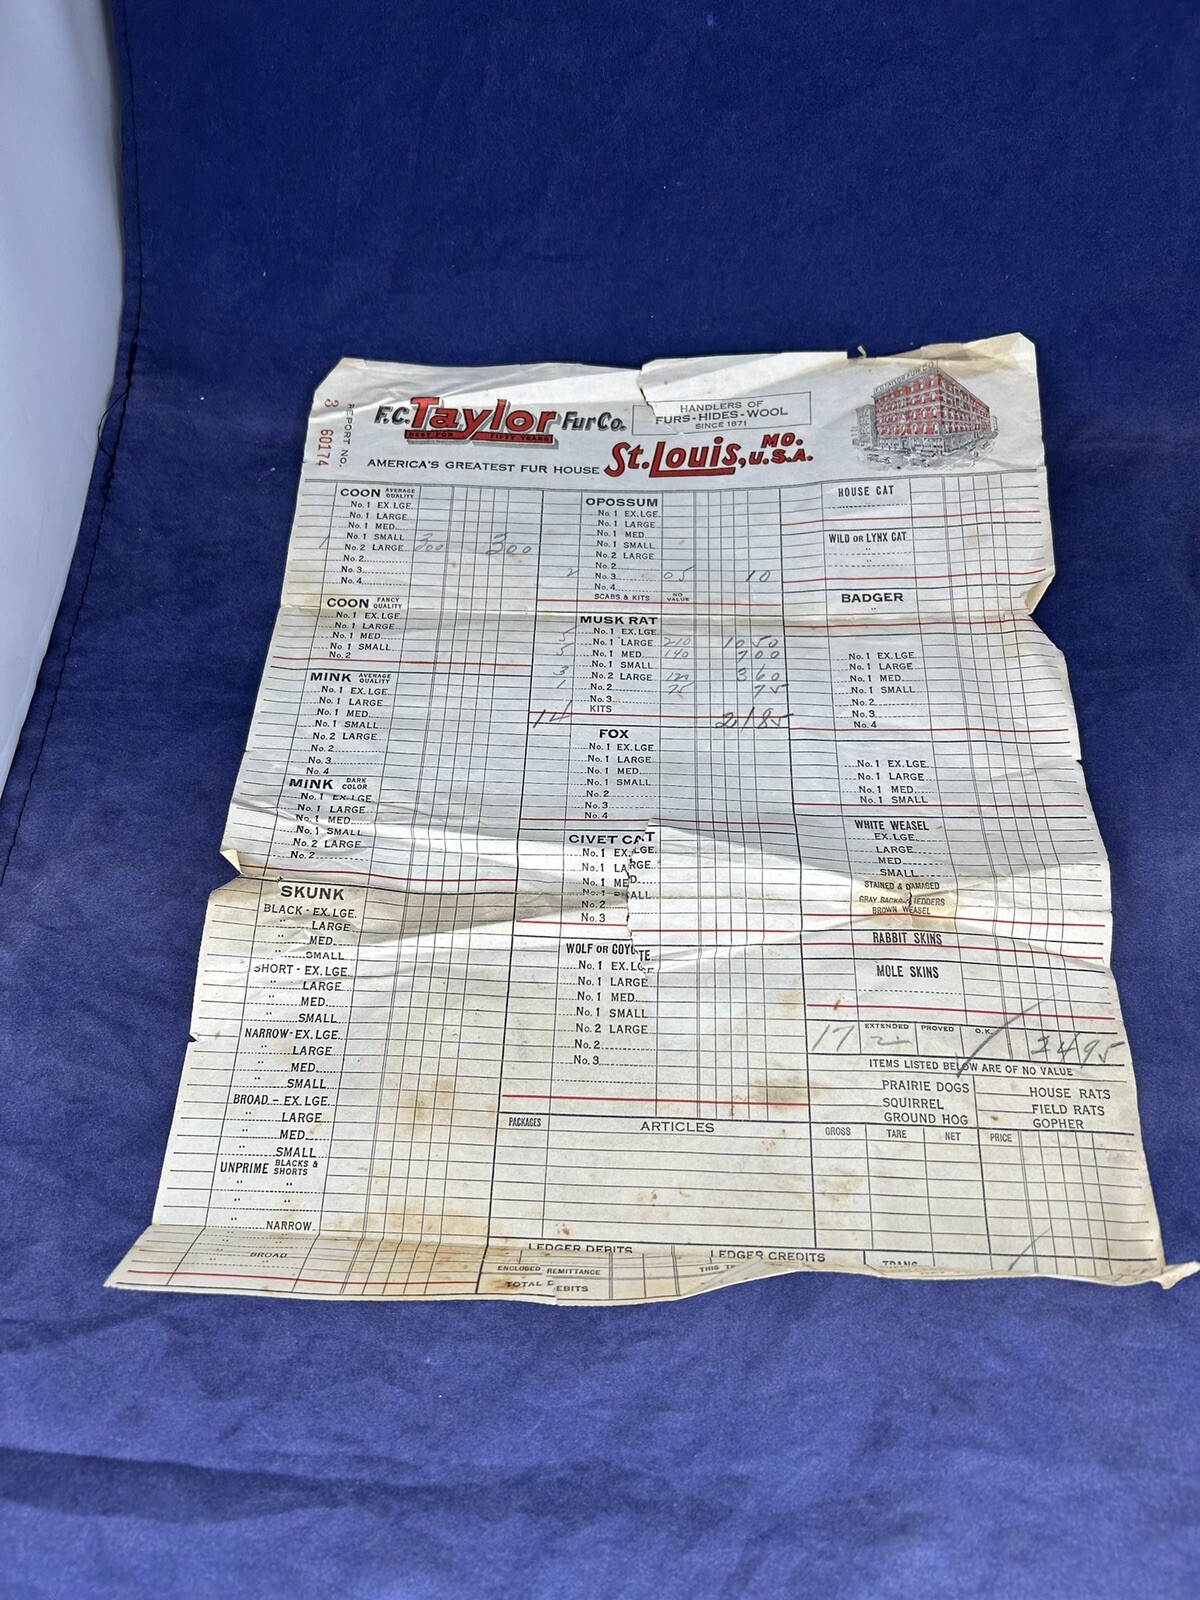 REPORT NO.
3 60174
F.C. Taylor Fur Co.
BEST FOR FIFTY YEARS
HANDLERS OF
FURS-HIDES-WOOL
SINCE 1871
AMERICA'S GREATEST FUR HOUSE
St. Louis, MO. U.S.A.
F.C. TAYLOR FUR CO.
COON AVERAGE QUALITY
No. 1 EX. LGE.
No. 1 LARGE
No. 1 MED.
No. 1 SMALL
1 No. 2 LARGE 300 300
No. 2
No. 3
No. 4
COON FANCY QUALITY
No. 1 EX. LGE.
No. 1 LARGE
No. 1 MED.
No. 1 SMALL
No. 2
MINK AVERAGE QUALITY
No. 1 EX. LGE.
No. 1 LARGE
No. 1 MED.
No. 1 SMALL
No. 2 LARGE
No. 2
No. 3
No. 4
MINK DARK COLOR
No. 1 EX. LGE
No. 1 LARGE
No. 1 MED.
No. 1 SMALL
No. 2 LARGE
No. 2
SKUNK
BLACK - EX. LGE.
" LARGE
" MED.
" SMALL
SHORT - EX. LGE.
" LARGE
" MED.
" SMALL
NARROW - EX. LGE.
" LARGE
" MED.
" SMALL
BROAD - EX. LGE.
" LARGE
" MED.
" SMALL
UNPRIME BLACKS & SHORTS
" "
" "
" NARROW
" BROAD
OPOSSUM
No. 1 EX. LGE.
No. 1 LARGE
No. 1 MED.
No. 1 SMALL
No. 2 LARGE
No. 2
2 No. 3 05 10
No. 4
SCABS & KITS NO VALUE
MUSK RAT
No. 1 EX. LGE.
5 No. 1 LARGE 210 1050
5 No. 1 MED. 140 700
No. 1 SMALL
3 No. 2 LARGE 120 360
1 No. 2 75 75
No. 3
KITS
14 2185
FOX
No. 1 EX. LGE.
No. 1 LARGE
No. 1 MED.
No. 1 SMALL
No. 2
No. 3
No. 4
CIVET CAT
No. 1 EX. LGE.
No. 1 LARGE
No. 1 MED.
No. 1 SMALL
No. 2
No. 3
WOLF OR COYOTE
No. 1 EX. LGE.
No. 1 LARGE
No. 1 MED.
No. 1 SMALL
No. 2 LARGE
No. 2
No. 3
HOUSE CAT
WILD OR LYNX CAT
"
BADGER
"
No. 1 EX. LGE.
No. 1 LARGE
No. 1 MED.
No. 1 SMALL
No. 2
No. 3
No. 4
No. 1 EX. LGE.
No. 1 LARGE
No. 1 MED.
No. 1 SMALL
WHITE WEASEL
EX. LGE.
LARGE
MED.
SMALL
STAINED & DAMAGED
GRAY BACKS
BROWN WEASEL
RABBIT SKINS
MOLE SKINS
17 EXTENDED PROVED O.K. 2495
ITEMS LISTED BELOW ARE OF NO VALUE
PRAIRIE DOGS HOUSE RATS
SQUIRREL FIELD RATS
GROUND HOG GOPHER
PACKAGES ARTICLES GROSS TARE NET PRICE
LEDGER DEBITS LEDGER CREDITS TRANS
ENCLOSED REMITTANCE THIS
TOTAL DEBITS